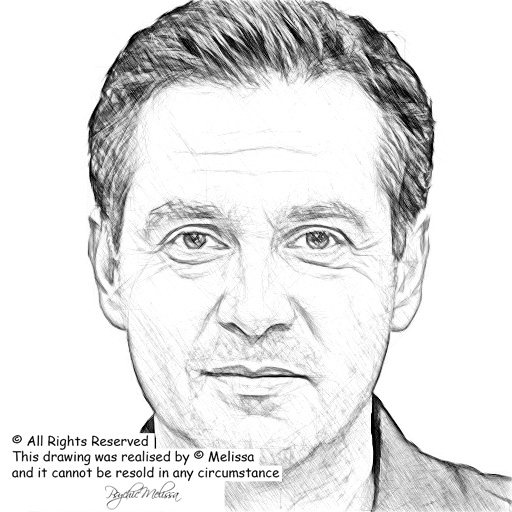 © All Rights Reserved |
This drawing was realised by © Melissa
and it cannot be resold in any circumstance
Psychic Melissa